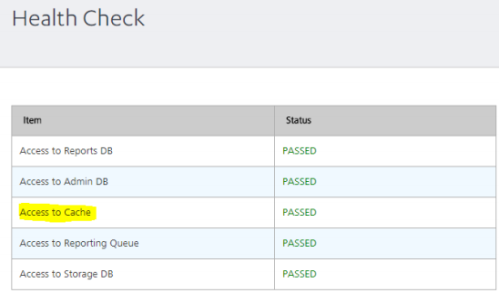 Health Check
Item Status
Access to Reports DB PASSED
Access to Admin DB PASSED
Access to Cache PASSED
Access to Reporting Queue PASSED
Access to Storage DB PASSED